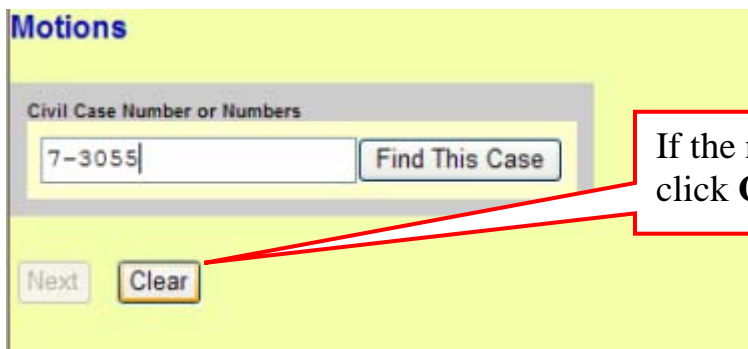 Motions
Civil Case Number or Numbers
7-3055
Find This Case
If the
click
Next
Clear